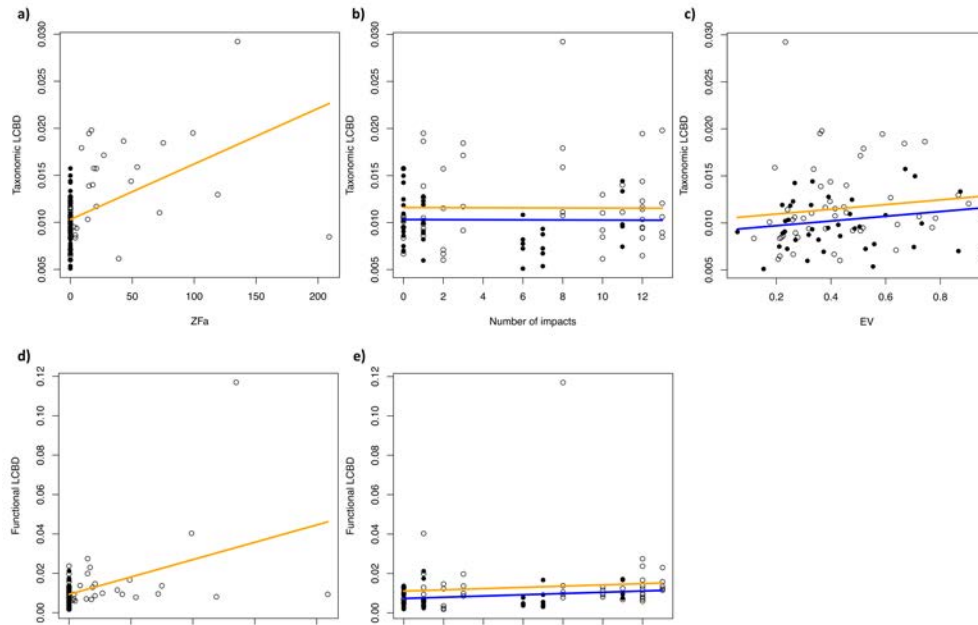 a)
b)
c)
Taxonomic LCBD
0.030
0.025
0.020
0.015
0.010
0.005
0 50 100 150 200
ZFa
Taxonomic LCBD
0.030
0.025
0.020
0.015
0.010
0.005
0 2 4 6 8 10 12
Number of impacts
Taxonomic LCBD
0.030
0.025
0.020
0.015
0.010
0.005
0.2 0.4 0.6 0.8
EV
d)
e)
Functional LCBD
0.12
0.10
0.08
0.06
0.04
0.02
0.00
Functional LCBD
0.12
0.10
0.08
0.06
0.04
0.02
0.00